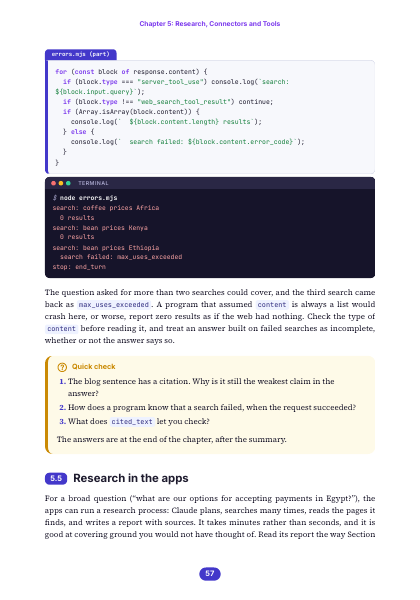 Chapter 5: Research, Connectors and Tools
errors.mjs (part)
for (const block of response.content) {
  if (block.type === "server_tool_use") console.log(`search:
${block.input.query}`);
  if (block.type !== "web_search_tool_result") continue;
  if (Array.isArray(block.content)) {
    console.log(`  ${block.content.length} results`);
  } else {
    console.log(`  search failed: ${block.content.error_code}`);
  }
}
TERMINAL
$ node errors.mjs
search: coffee prices Africa
  0 results
search: bean prices Kenya
  0 results
search: bean prices Ethiopia
  search failed: max_uses_exceeded
stop: end_turn
The question asked for more than two searches could cover, and the third search came
back as max_uses_exceeded. A program that assumed content is always a list would
crash here, or worse, report zero results as if the web had nothing. Check the type of
content before reading it, and treat an answer built on failed searches as incomplete,
whether or not the answer says so.
Quick check
1. The blog sentence has a citation. Why is it still the weakest claim in the
answer?
2. How does a program know that a search failed, when the request succeeded?
3. What does cited_text let you check?
The answers are at the end of the chapter, after the summary.
5.5 Research in the apps
For a broad question (“what are our options for accepting payments in Egypt?”), the
apps can run a research process: Claude plans, searches many times, reads the pages it
finds, and writes a report with sources. It takes minutes rather than seconds, and it is
good at covering ground you would not have thought of. Read its report the way Section
57